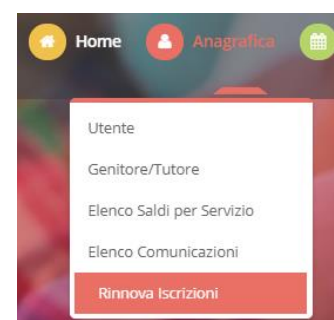 Home Anagrafica
Utente
Genitore/Tutore
Elenco Saldi per Servizio
Elenco Comunicazioni
Rinnova Iscrizioni